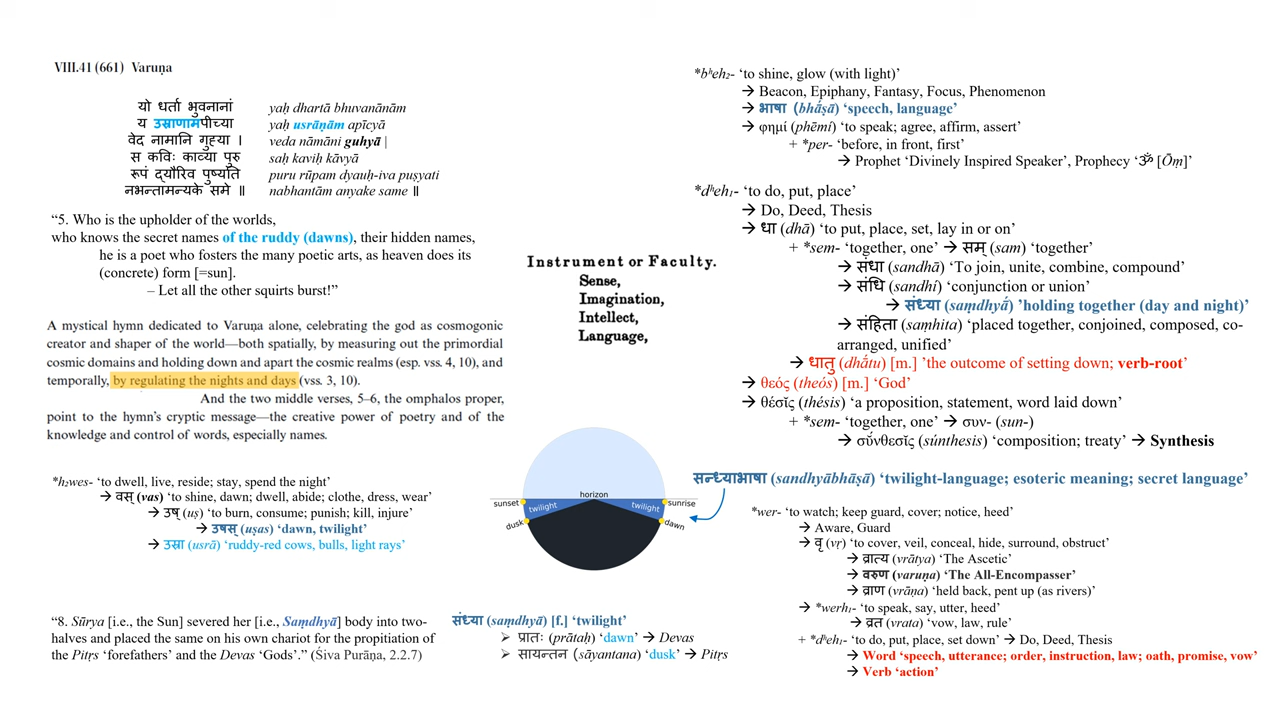 VIII.41 (661) Varuṇa
यो धर्ता भुवनानां yaḥ dhartā bhuvanānām
य उस्राणामपीच्या yaḥ usrāṇām apīcyā
वेद नामानि गुह्या । veda nāmāni guhyā |
स कविः काव्या पुरु saḥ kaviḥ kāvyā
रूपं द्यौरिव पुष्यति puru rūpam dyauḥ-iva puṣyati
नभन्तामन्यके समे ॥ nabhantām anyake same ॥
“5. Who is the upholder of the worlds,
who knows the secret names of the ruddy (dawns), their hidden names,
he is a poet who fosters the many poetic arts, as heaven does its
(concrete) form [=sun].
– Let all the other squirts burst!”
A mystical hymn dedicated to Varuṇa alone, celebrating the god as cosmogonic
creator and shaper of the world—both spatially, by measuring out the primordial
cosmic domains and holding down and apart the cosmic realms (esp. vss. 4, 10), and
temporally, by regulating the nights and days (vss. 3, 10).
And the two middle verses, 5–6, the omphalos proper,
point to the hymn’s cryptic message—the creative power of poetry and of the
knowledge and control of words, especially names.
*h₂wes- ‘to dwell, live, reside; stay, spend the night’
→ वस् (vas) ‘to shine, dawn; dwell, abide; clothe, dress, wear’
→ उष् (uṣ) ‘to burn, consume; punish; kill, injure’
→ उषस् (uṣas) ‘dawn, twilight’
→ उस्रा (usrā) ‘ruddy-red cows, bulls, light rays’
“8. Sūrya [i.e., the Sun] severed her [i.e., Saṃdhyā] body into two-
halves and placed the same on his own chariot for the propitiation of
the Pitṛs ‘forefathers’ and the Devas ‘Gods’.” (Śiva Purāṇa, 2.2.7)
Instrument or Faculty.
Sense,
Imagination,
Intellect,
Language,
horizon
sunset
twilight
twilight
sunrise
dusk
dawn
संध्या (saṃdhyā) [f.] ‘twilight’
➢ प्रातः (prātaḥ) ‘dawn’ → Devas
➢ सायन्तन (sāyantana) ‘dusk’ → Pitṛs
*bʰeh₂- ‘to shine, glow (with light)’
→ Beacon, Epiphany, Fantasy, Focus, Phenomenon
→ भाषा (bhāṣā) ‘speech, language’
→ φημί (phēmí) ‘to speak; agree, affirm, assert’
+ *per- ‘before, in front, first’
→ Prophet ‘Divinely Inspired Speaker’, Prophecy ‘ॐ [Ōṃ]’
*dʰeh₁- ‘to do, put, place’
→ Do, Deed, Thesis
→ धा (dhā) ‘to put, place, set, lay in or on’
+ *sem- ‘together, one’ → सम् (sam) ‘together’
→ संधा (sandhā) ‘To join, unite, combine, compound’
→ संधि (sandhí) ‘conjunction or union’
→ संध्या (saṃdhyā́) ’holding together (day and night)’
→ संहिता (saṃhita) ‘placed together, conjoined, composed, co-
arranged, unified’
→ धातु (dhā́tu) [m.] ’the outcome of setting down; verb-root’
→ θεός (theós) [m.] ‘God’
→ θέσῐς (thésis) ‘a proposition, statement, word laid down’
+ *sem- ‘together, one’ → συν- (sun-)
→ σύνθεσῐς (súnthesis) ‘composition; treaty’ → Synthesis
सन्ध्याभाषा (sandhyābhāṣā) ‘twilight-language; esoteric meaning; secret language’
*wer- ‘to watch; keep guard, cover; notice, heed’
→ Aware, Guard
→ वृ (vṛ) ‘to cover, veil, conceal, hide, surround, obstruct’
→ व्रात्य (vrātya) ‘The Ascetic’
→ वरुण (varuṇa) ‘The All-Encompasser’
→ व्राण (vrāṇa) ‘held back, pent up (as rivers)’
→ *werh₁- ‘to speak, say, utter, heed’
→ व्रत (vrata) ‘vow, law, rule’
+ *dʰeh₁- ‘to do, put, place, set down’ → Do, Deed, Thesis
→ Word ‘speech, utterance; order, instruction, law; oath, promise, vow’
→ Verb ‘action’